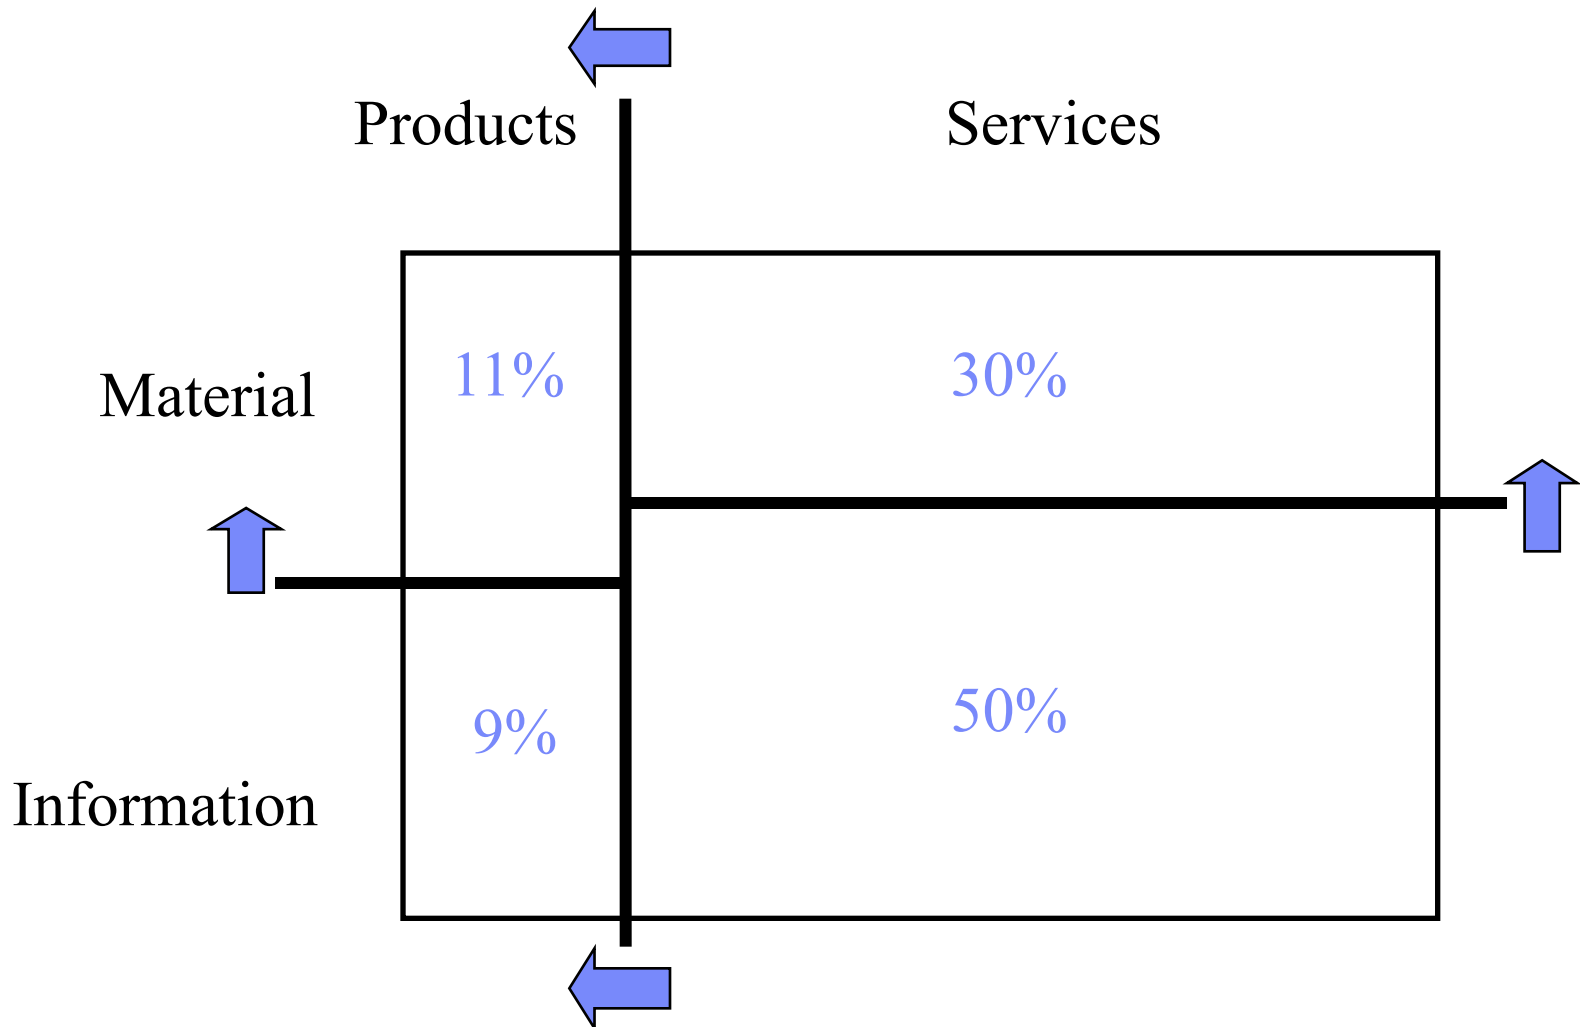 Products Services
Material 11% 30%
Information 9% 50%